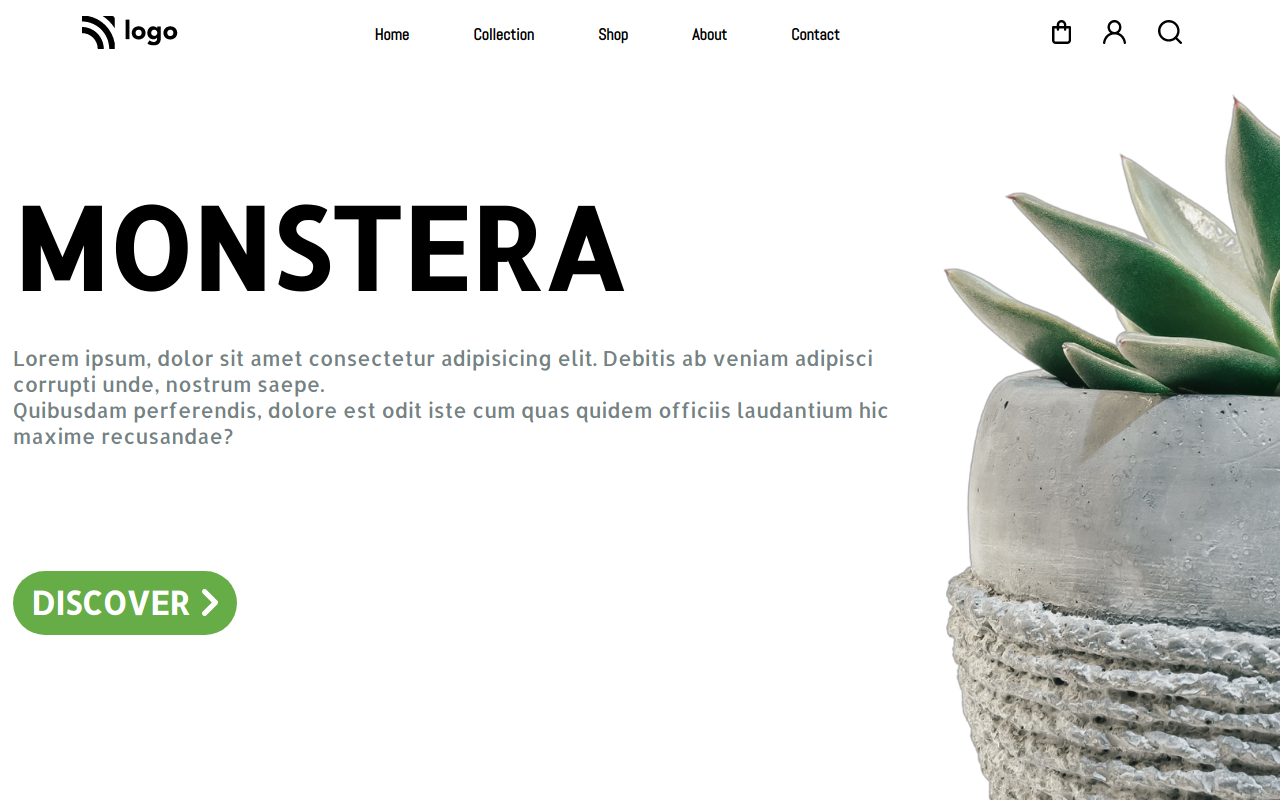 logo
Home
Collection
Shop
About
Contact
MONSTERA
Lorem ipsum, dolor sit amet consectetur adipisicing elit. Debitis ab veniam adipisci
corrupti unde, nostrum saepe.
Quibusdam perferendis, dolore est odit iste cum quas quidem officiis laudantium hic
maxime recusandae?
DISCOVER